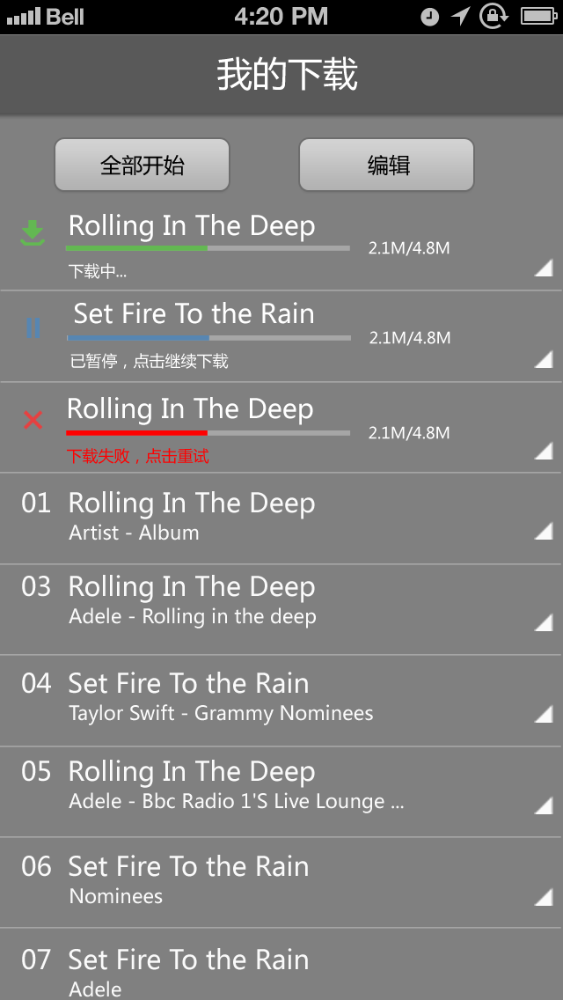 Bell 4:20 PM
我的下载
全部开始 编辑
Rolling In The Deep
2.1M/4.8M
下载中...
Set Fire To the Rain
2.1M/4.8M
已暂停，点击继续下载
Rolling In The Deep
2.1M/4.8M
下载失败，点击重试
01 Rolling In The Deep
Artist - Album
03 Rolling In The Deep
Adele - Rolling in the deep
04 Set Fire To the Rain
Taylor Swift - Grammy Nominees
05 Rolling In The Deep
Adele - Bbc Radio 1'S Live Lounge ...
06 Set Fire To the Rain
Nominees
07 Set Fire To the Rain
Adele